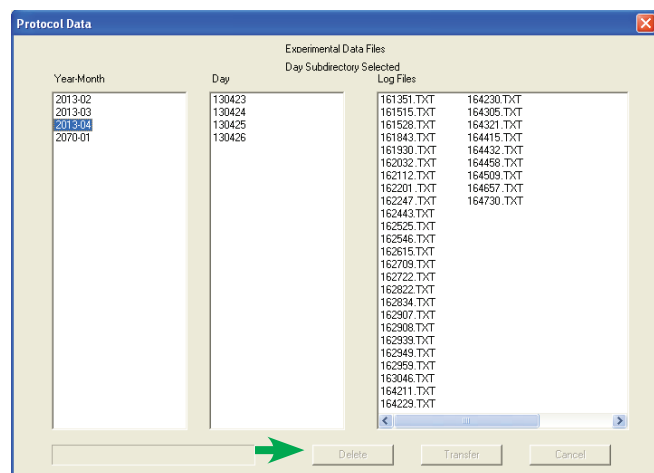 Protocol Data
Experimental Data Files
Day Subdirectory Selected
Year-Month
Day
Log Files
2013-02
2013-03
2013-04
2070-01
130423
130424
130425
130426
161351.TXT
161515.TXT
161528.TXT
161843.TXT
161930.TXT
162032.TXT
162112.TXT
162201.TXT
162247.TXT
162443.TXT
162525.TXT
162546.TXT
162615.TXT
162709.TXT
162722.TXT
162822.TXT
162834.TXT
162907.TXT
162908.TXT
162939.TXT
162949.TXT
162959.TXT
163046.TXT
164211.TXT
164229.TXT
164230.TXT
164305.TXT
164321.TXT
164415.TXT
164432.TXT
164458.TXT
164509.TXT
164657.TXT
164730.TXT
Delete
Transfer
Cancel